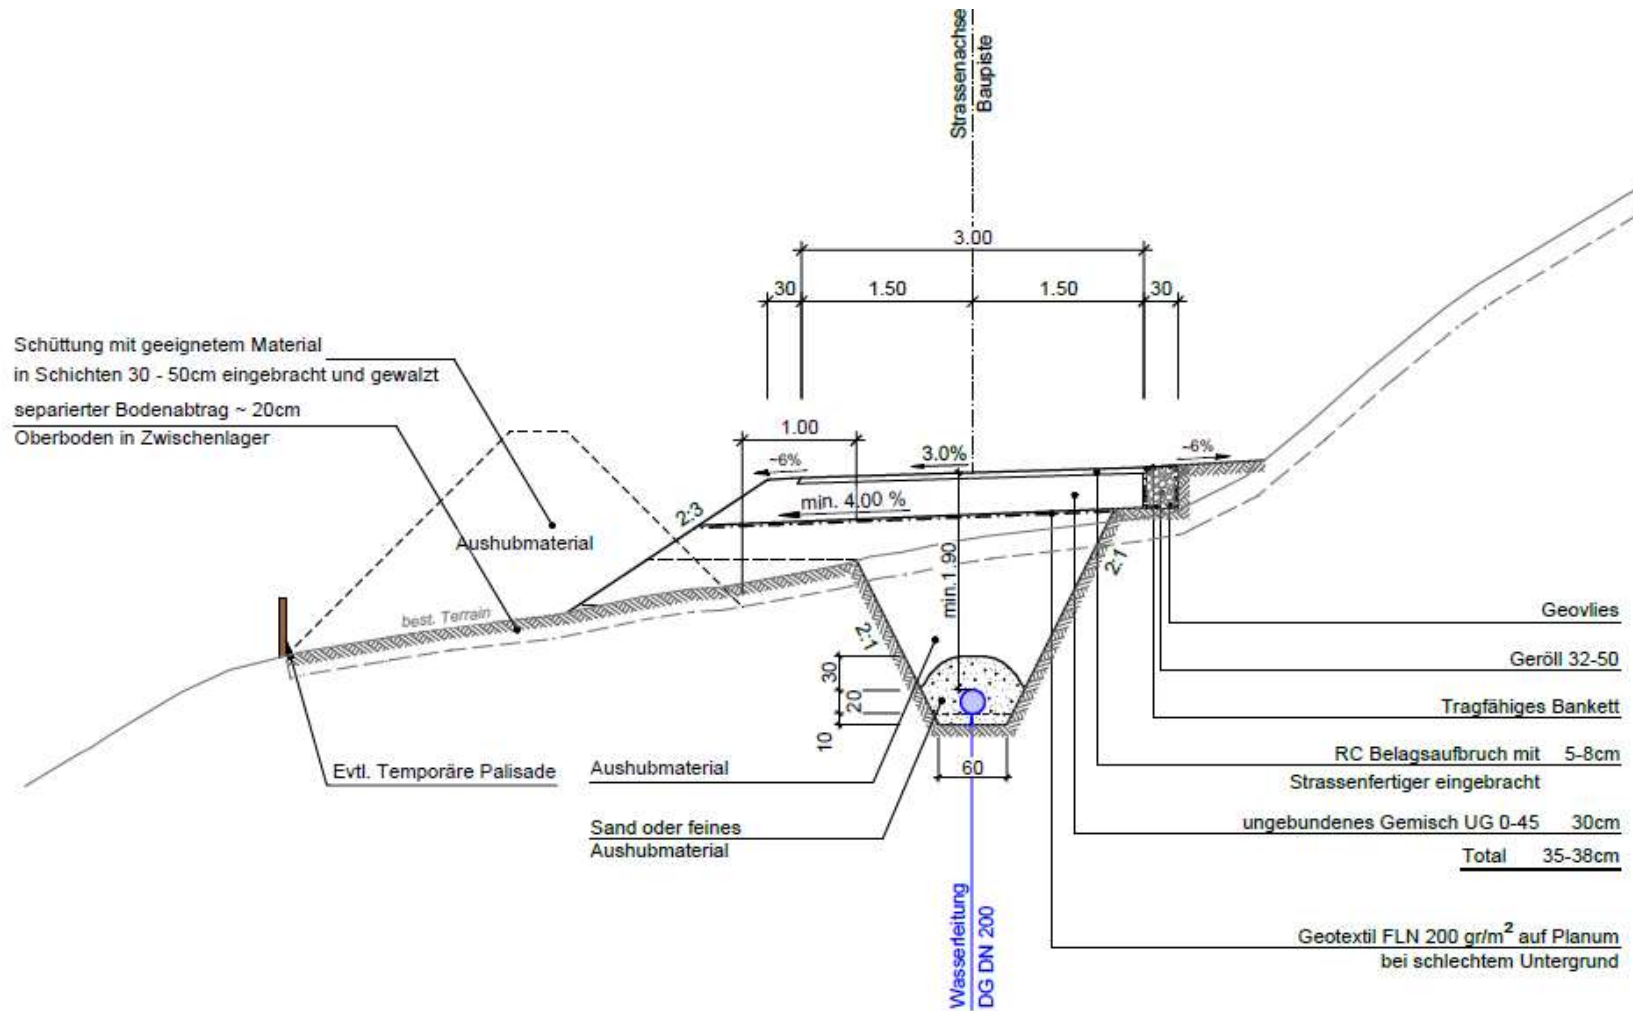 Strassenachse
Baupiste
3.00
30
1.50
1.50
30
Schüttung mit geeignetem Material
in Schichten 30 - 50cm eingebracht und gewalzt
separierter Bodenabtrag ~ 20cm
Oberboden in Zwischenlager
1.00
~6%
3.0%
~6%
min. 4.00 %
2:3
Aushubmaterial
min.1.90
2:1
best. Terrain
2:1
Geovlies
30
Geröll 32-50
20
Tragfähiges Bankett
10
60
RC Belagsaufbruch mit 5-8cm
Strassenfertiger eingebracht
Evtl. Temporäre Palisade
Aushubmaterial
ungebundenes Gemisch UG 0-45 30cm
Sand oder feines
Aushubmaterial
Total 35-38cm
Wasserleitung
DG DN 200
Geotextil FLN 200 gr/m² auf Planum
bei schlechtem Untergrund